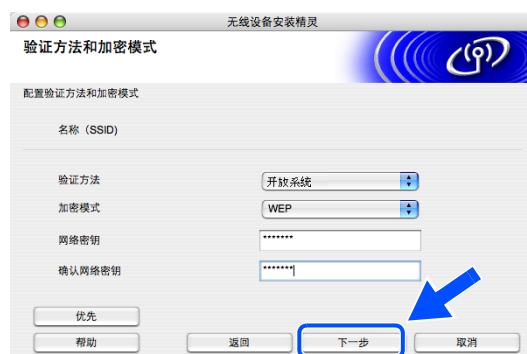 无线设备安装精灵
验证方法和加密模式
配置验证方法和加密模式
名称（SSID)
验证方法 开放系统
加密模式 WEP
网络密钥 *******
确认网络密钥 *******
优先
帮助 返回 下一步 取消